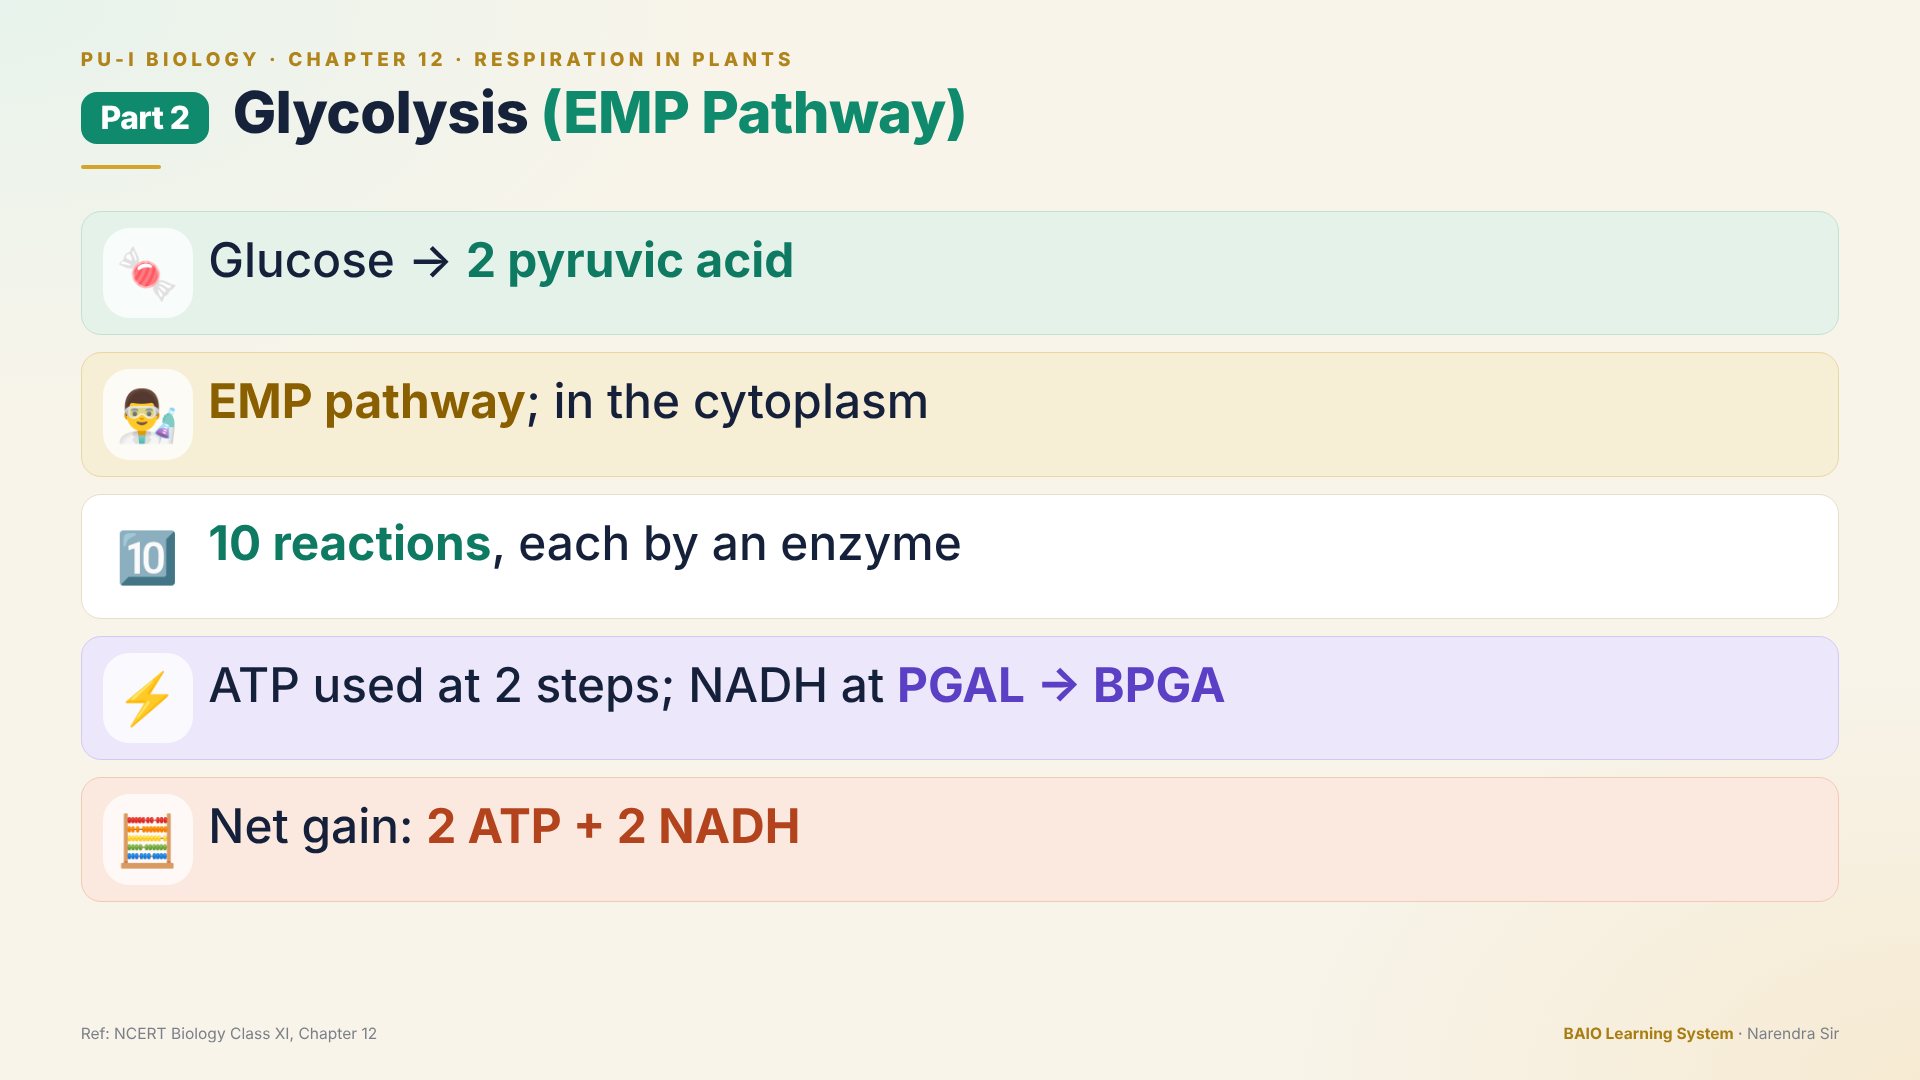 PU-I BIOLOGY · CHAPTER 12 · RESPIRATION IN PLANTS
Part 2 Glycolysis (EMP Pathway)
Glucose → 2 pyruvic acid
EMP pathway; in the cytoplasm
10 10 reactions, each by an enzyme
ATP used at 2 steps; NADH at PGAL → BPGA
Net gain: 2 ATP + 2 NADH
Ref: NCERT Biology Class XI, Chapter 12
BAIO Learning System · Narendra Sir